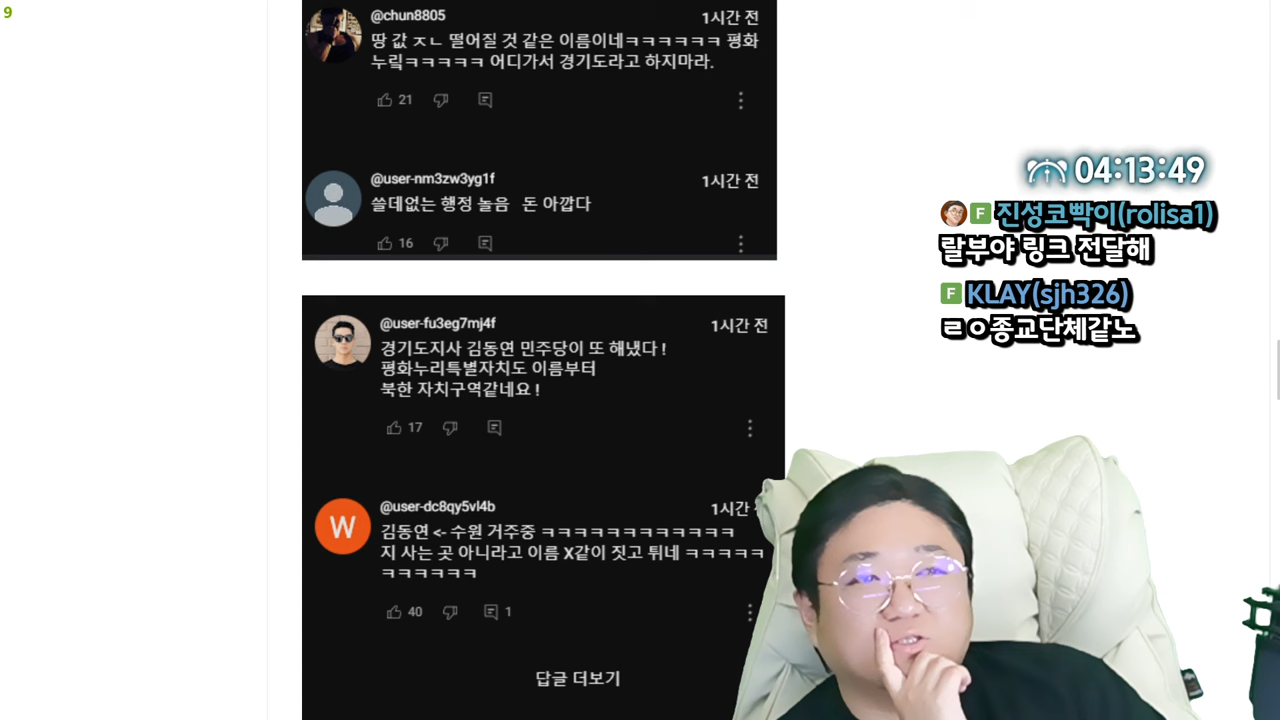 9
@chun8805
1시간 전
땅 값 ㅈㄴ 떨어질 것 같은 이름이네ㅋㅋㅋㅋㅋㅋ 평화
누맄ㅋㅋㅋㅋㅋ 어디가서 경기도라고 하지마라.
21
@user-nm3zw3yg1f
1시간 전
쓸데없는 행정 놀음 돈 아깝다
16
@user-fu3eg7mj4f
1시간 전
경기도지사 김동연 민주당이 또 해냈다 !
평화누리특별자치도 이름부터
북한 자치구역같네요 !
17
@user-dc8qy5vl4b
1시간
김동연 <- 수원 거주중 ㅋㅋㅋㅋㅋㅋㅋㅋㅋㅋㅋㅋ
지 사는 곳 아니라고 이름 X같이 짓고 튀네 ㅋㅋㅋㅋㅋ
ㅋㅋㅋㅋㅋㅋ
40
1
답글 더보기
04:13:49
F 진성코빡이(rolisa1)
랄부야 링크 전달해
F KLAY(sjh326)
ㄹㅇ종교단체같노